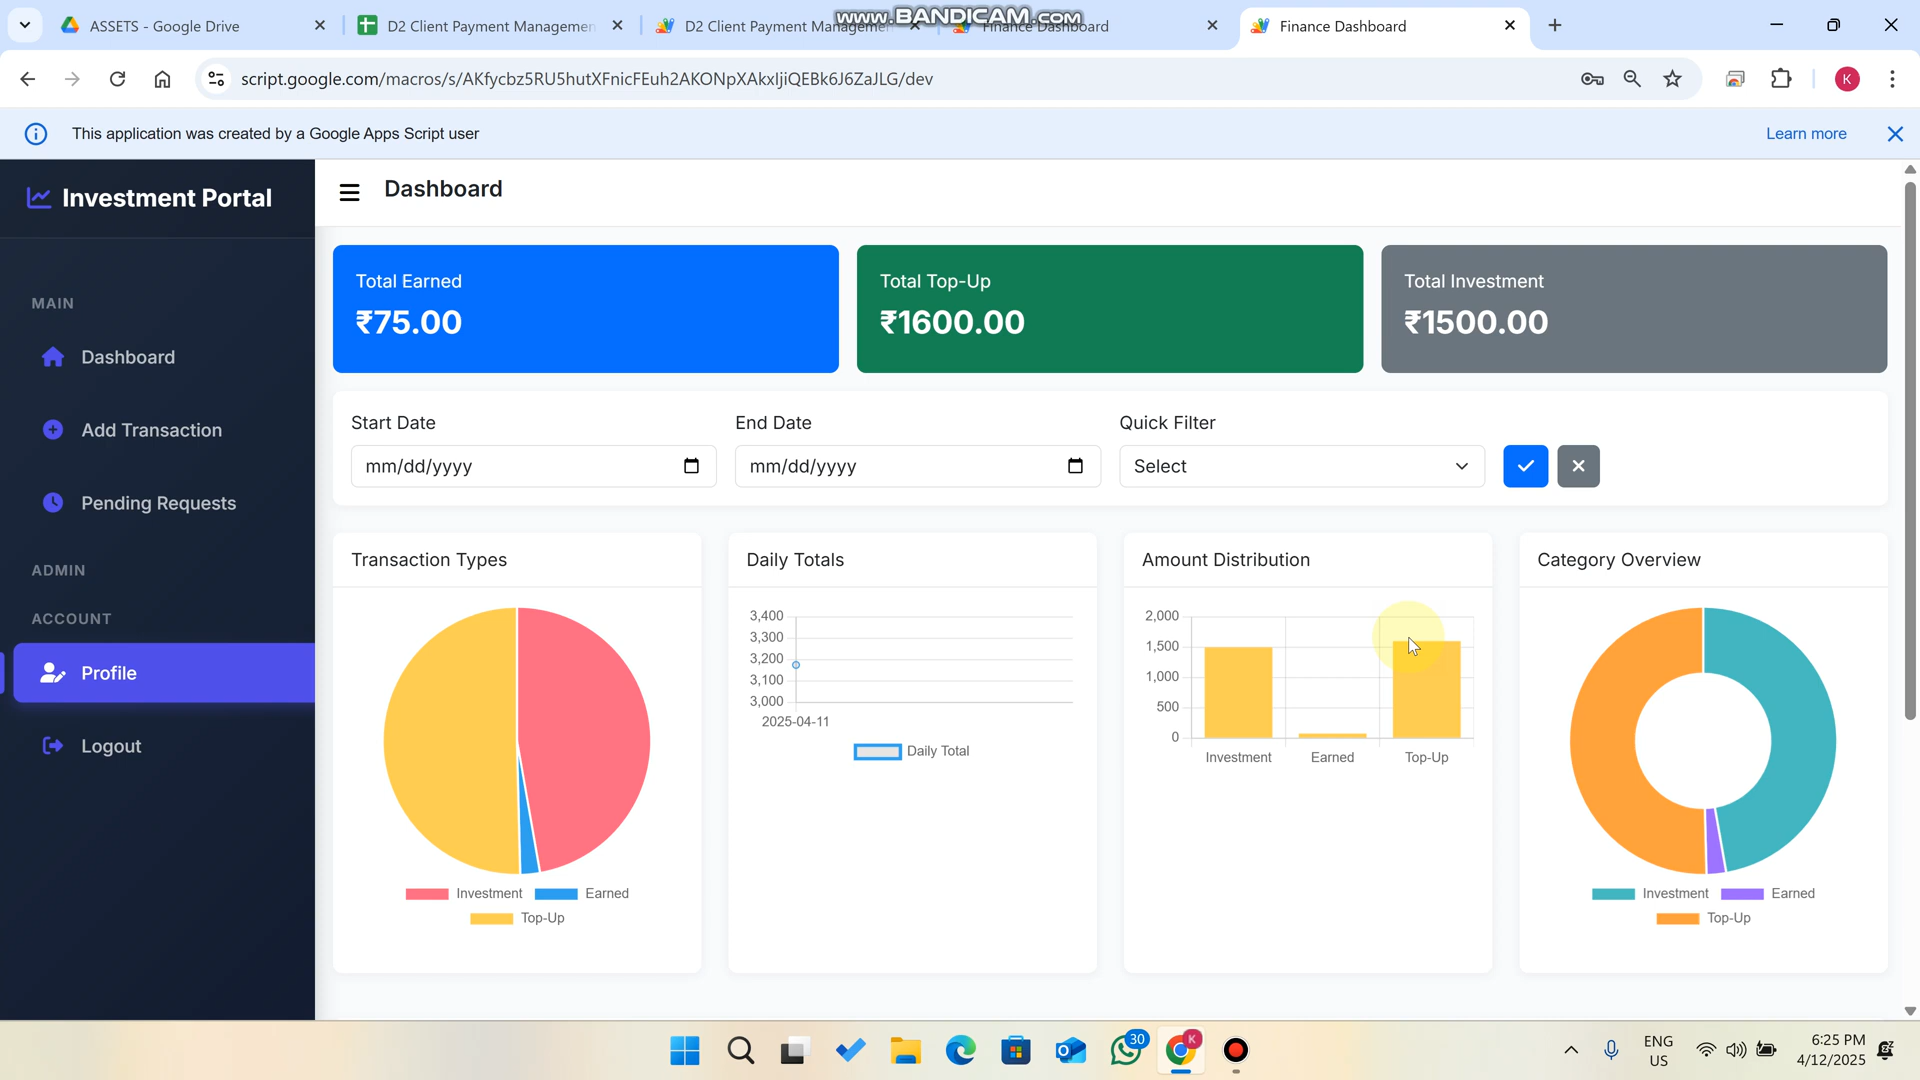 ASSETS - Google Drive
D2 Client Payment Managemen
D2 Client Payment Manageme
Finance Dashboard
Finance Dashboard
www.BANDICAM.com
script.google.com/macros/s/AKfycbz5RU5hutXFnicFEuh2AKONpXAkxIjiQEBk6J6ZaJLG/dev
K
This application was created by a Google Apps Script user
Learn more
Investment Portal
Dashboard
MAIN
Dashboard
Add Transaction
Pending Requests
ADMIN
ACCOUNT
Profile
Logout
Total Earned
₹75.00
Total Top-Up
₹1600.00
Total Investment
₹1500.00
Start Date
mm/dd/yyyy
End Date
mm/dd/yyyy
Quick Filter
Select
Transaction Types
Investment
Earned
Top-Up
Daily Totals
3,400
3,300
3,200
3,100
3,000
2025-04-11
Daily Total
Amount Distribution
2,000
1,500
1,000
500
0
Investment
Earned
Top-Up
Category Overview
Investment
Earned
Top-Up
30
K
ENG
US
6:25 PM
4/12/2025